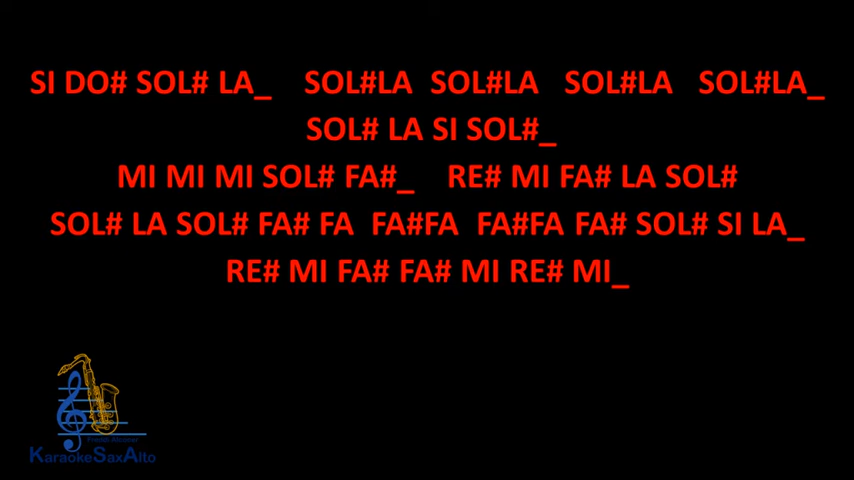 SI DO# SOL# LA_ SOL#LA SOL#LA SOL#LA SOL#LA_
SOL# LA SI SOL#_
MI MI MI SOL# FA#_ RE# MI FA# LA SOL#
SOL# LA SOL# FA# FA FA#FA FA#FA FA# SOL# SI LA_
RE# MI FA# FA# MI RE# MI_
KaraokeSaxAlto